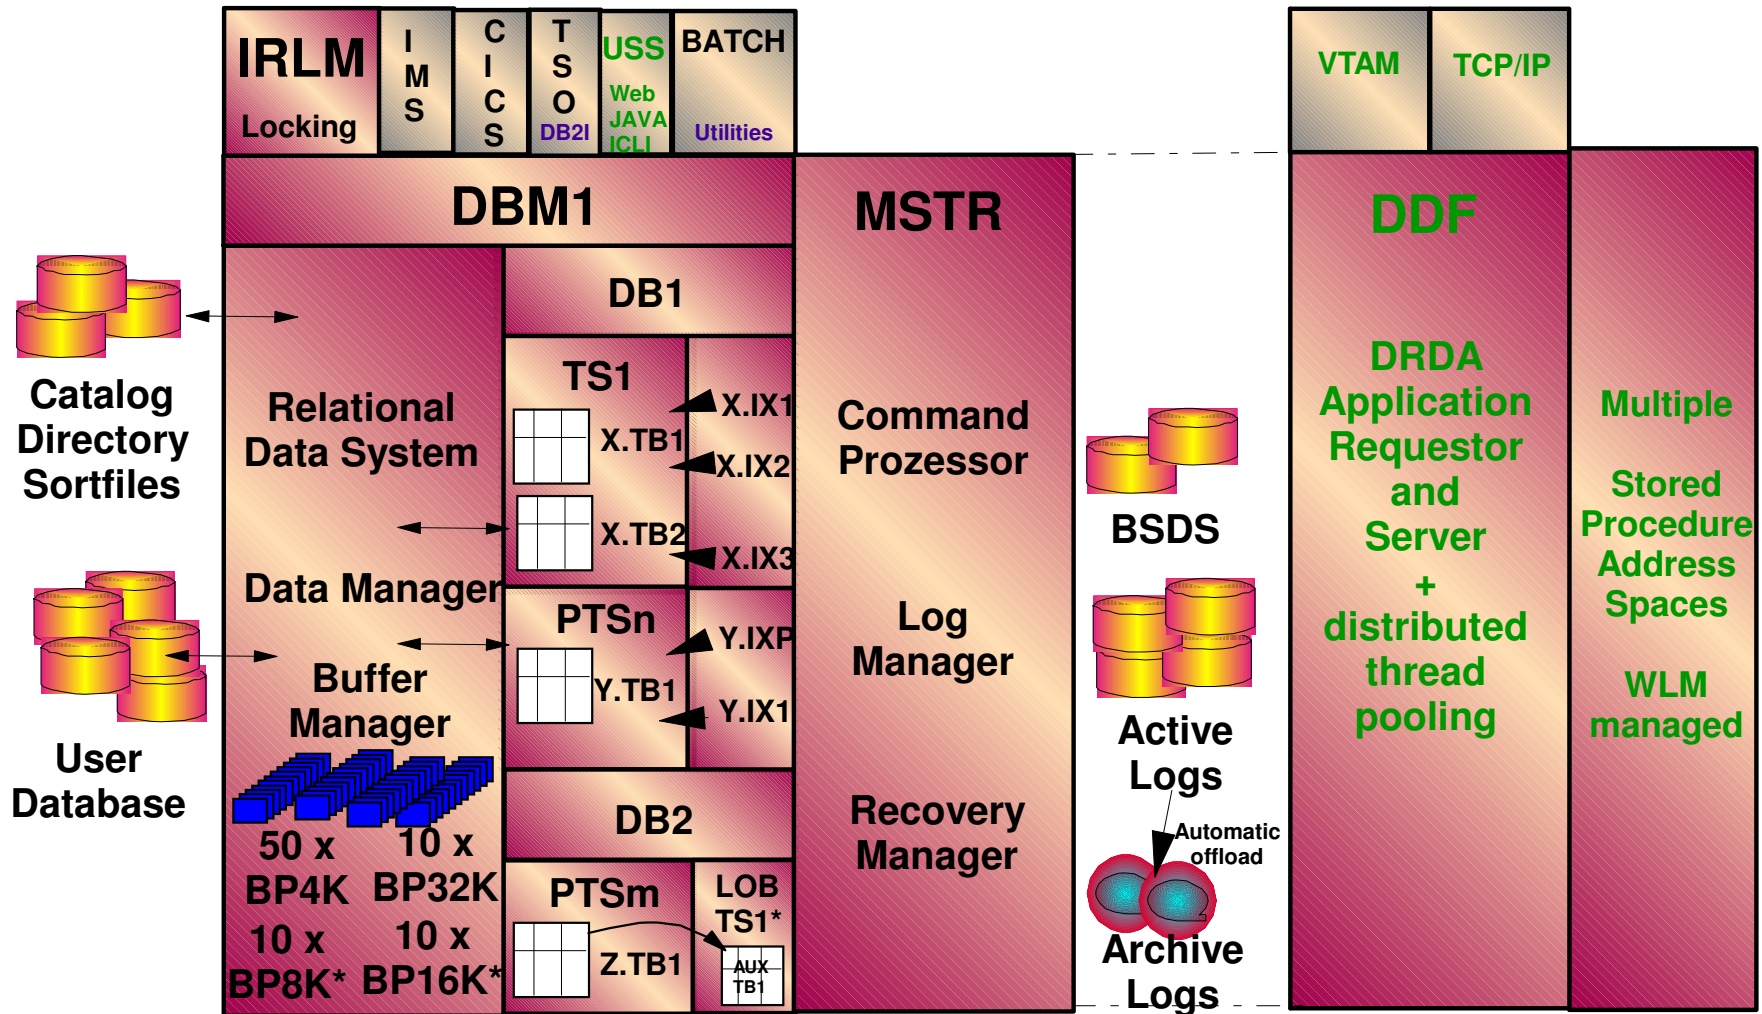 IRLM
Locking
IMS
CICS
TSO
DB2I
USS
Web
JAVA
ICLI
BATCH
Utilities
VTAM
TCP/IP
DBM1
MSTR
DDF
Catalog
Directory
Sortfiles
User
Database
Relational
Data System
Data Manager
Buffer
Manager
50 x
BP4K
10 x
BP32K
10 x
BP8K*
10 x
BP16K*
DB1
TS1
X.TB1
X.TB2
X.IX1
X.IX2
X.IX3
PTSn
Y.TB1
Y.IXP
Y.IX1
DB2
PTSm
Z.TB1
LOB
TS1*
AUX
TB1
Command
Prozessor
Log
Manager
Recovery
Manager
BSDS
Active
Logs
Automatic
offload
Archive
Logs
DRDA
Application
Requestor
and
Server
+
distributed
thread
pooling
Multiple
Stored
Procedure
Address
Spaces
WLM
managed